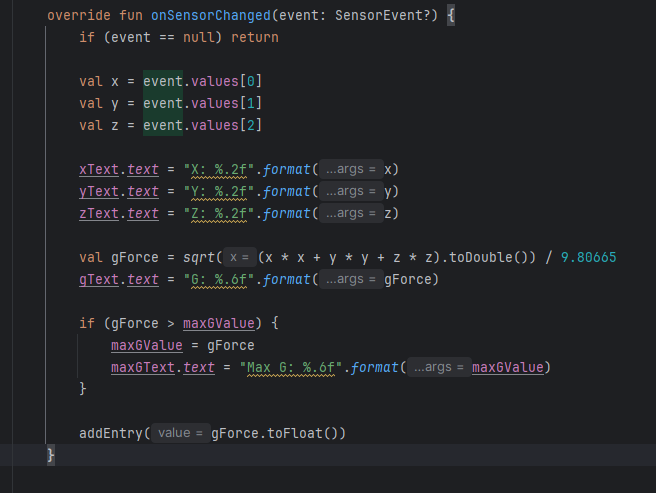 override fun onSensorChanged(event: SensorEvent?) {
if (event == null) return
val x = event.values[0]
val y = event.values[1]
val z = event.values[2]
xText.text = "X: %.2f".format( ...args = x)
yText.text = "Y: %.2f".format( ...args = y)
zText.text = "Z: %.2f".format( ...args = z)
val gForce = sqrt( x = (x * x + y * y + z * z).toDouble()) / 9.80665
gText.text = "G: %.6f".format( ...args = gForce)
if (gForce > maxGValue) {
maxGValue = gForce
maxGText.text = "Max G: %.6f".format( ...args = maxGValue)
}
addEntry( value = gForce.toFloat())
}